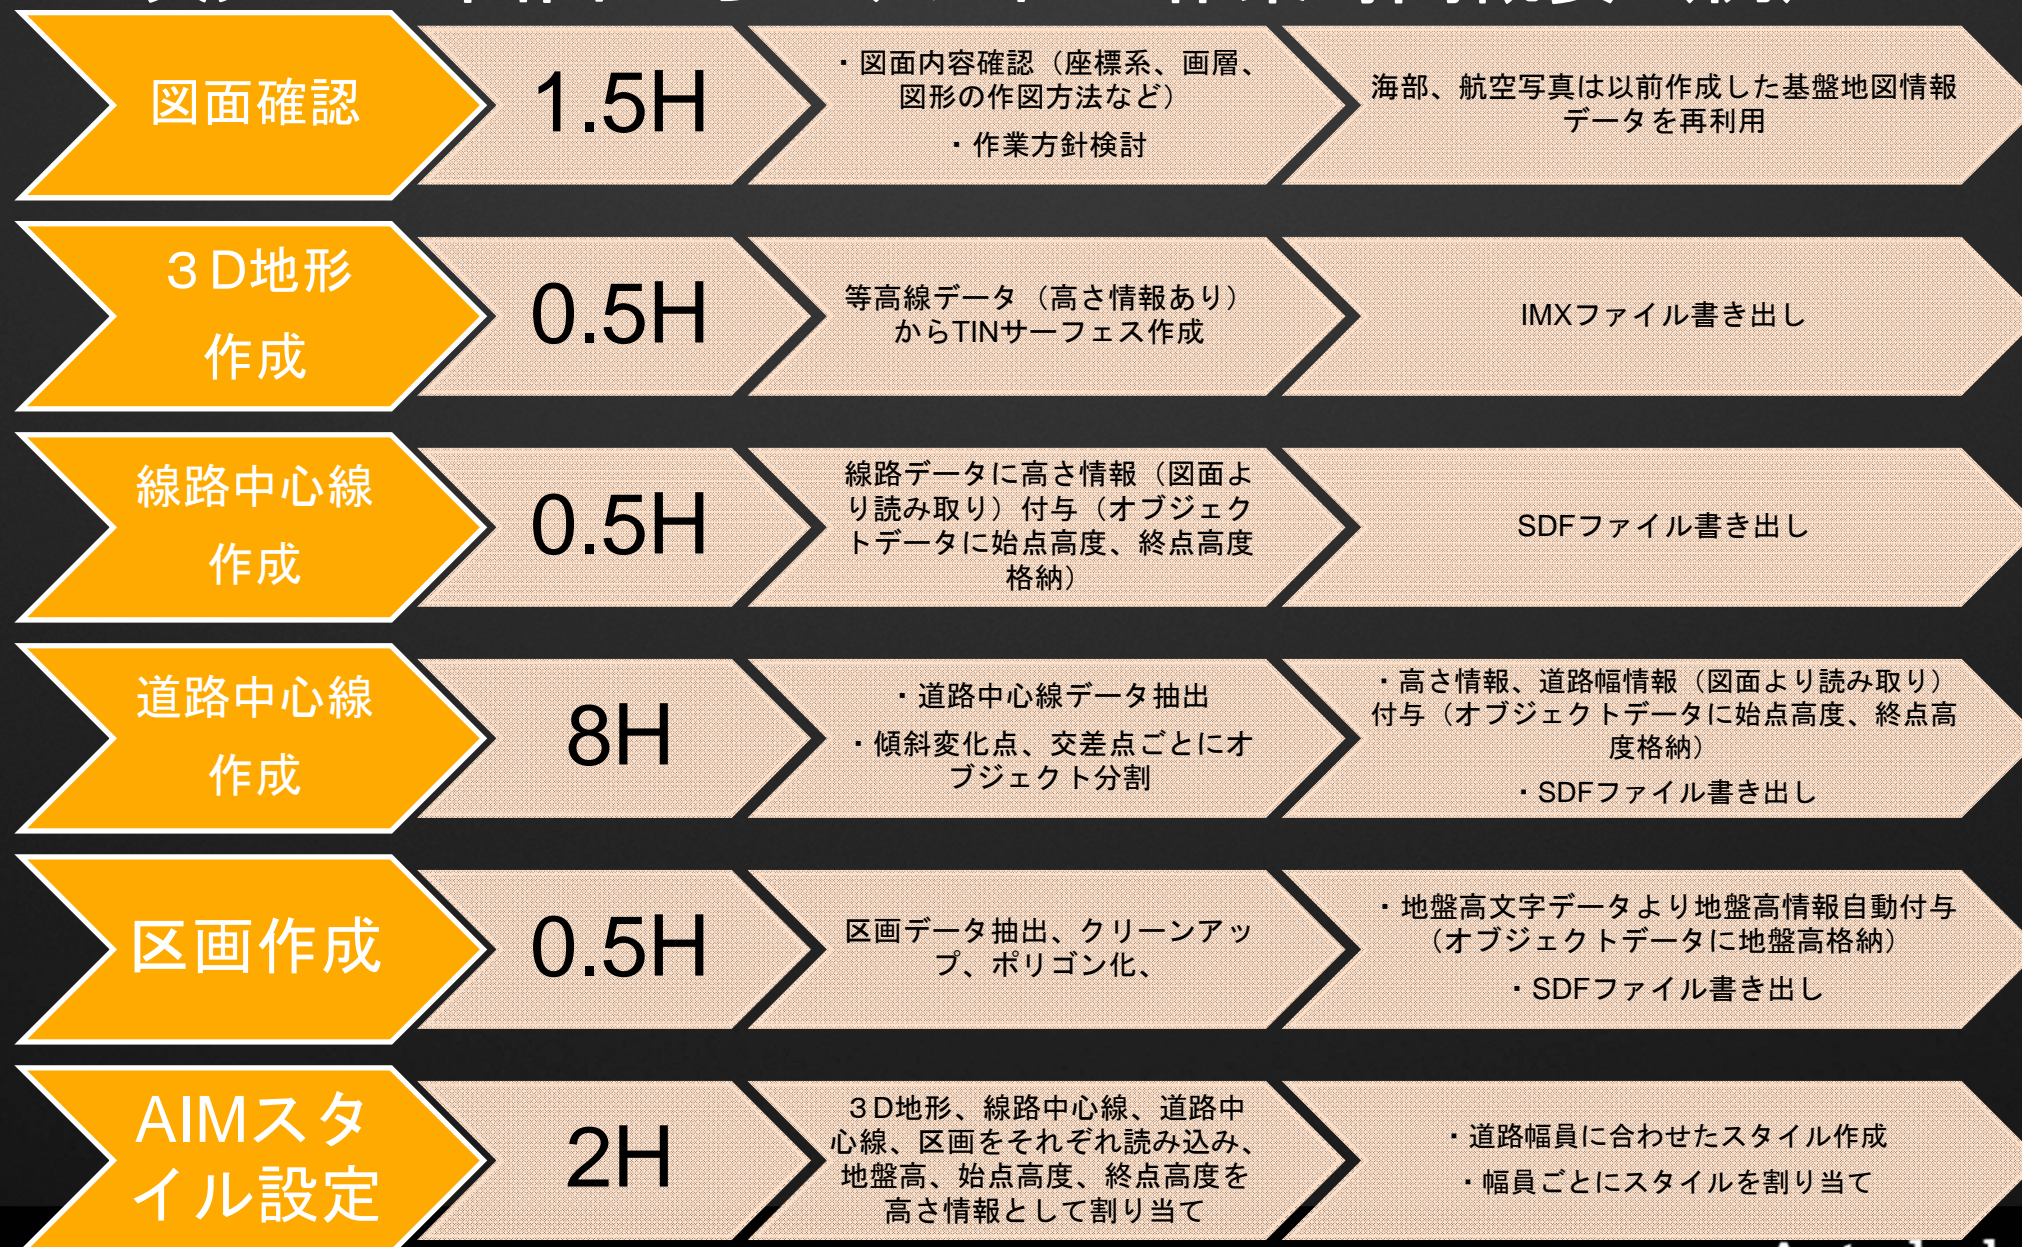 図面確認
1.5H
・図面内容確認（座標系、画層、
図形の作図方法など）
・作業方針検討
海部、航空写真は以前作成した基盤地図情報
データを再利用
３D地形
作成
0.5H
等高線データ（高さ情報あり）
からTINサーフェス作成
IMXファイル書き出し
線路中心線
作成
0.5H
線路データに高さ情報（図面よ
り読み取り）付与（オブジェク
トデータに始点高度、終点高度
格納）
SDFファイル書き出し
道路中心線
作成
8H
・道路中心線データ抽出
・傾斜変化点、交差点ごとにオ
ブジェクト分割
・高さ情報、道路幅情報（図面より読み取り）
付与（オブジェクトデータに始点高度、終点高
度格納）
・SDFファイル書き出し
区画作成
0.5H
区画データ抽出、クリーンアッ
プ、ポリゴン化、
・地盤高文字データより地盤高情報自動付与
（オブジェクトデータに地盤高格納）
・SDFファイル書き出し
AIMスタ
イル設定
2H
３D地形、線路中心線、道路中
心線、区画をそれぞれ読み込み、
地盤高、始点高度、終点高度を
高さ情報として割り当て
・道路幅員に合わせたスタイル作成
・幅員ごとにスタイルを割り当て